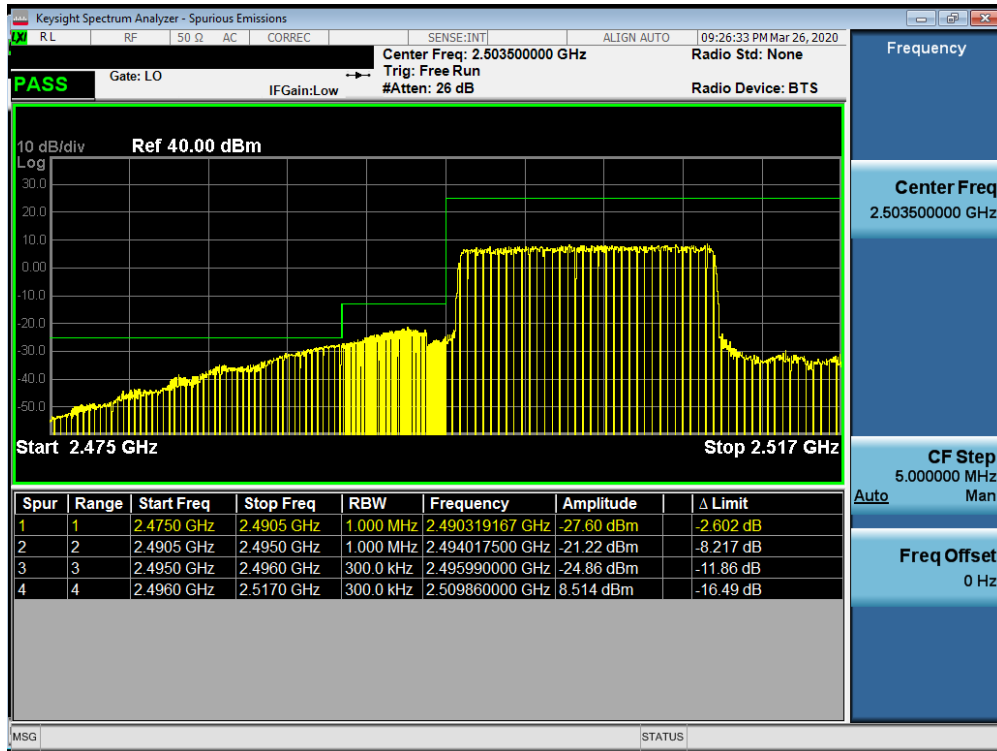 Keysight Spectrum Analyzer - Spurious Emissions
LXI RL RF 50 Ω AC CORREC SENSE:INT ALIGN AUTO 09:26:33 PM Mar 26, 2020
Center Freq: 2.503500000 GHz Radio Std: None
Gate: LO Trig: Free Run
PASS IFGain:Low #Atten: 26 dB Radio Device: BTS
Frequency
10 dB/div Ref 40.00 dBm
Log
30.0
20.0
10.0
0.00
-10.0
-20.0
-30.0
-40.0
-50.0
Start 2.475 GHz Stop 2.517 GHz
Spur Range Start Freq Stop Freq RBW Frequency Amplitude Δ Limit
1 1 2.4750 GHz 2.4905 GHz 1.000 MHz 2.490319167 GHz -27.60 dBm -2.602 dB
2 2 2.4905 GHz 2.4950 GHz 1.000 MHz 2.494017500 GHz -21.22 dBm -8.217 dB
3 3 2.4950 GHz 2.4960 GHz 300.0 kHz 2.495990000 GHz -24.86 dBm -11.86 dB
4 4 2.4960 GHz 2.5170 GHz 300.0 kHz 2.509860000 GHz 8.514 dBm -16.49 dB
Center Freq
2.503500000 GHz
CF Step
5.000000 MHz
Auto Man
Freq Offset
0 Hz
MSG STATUS